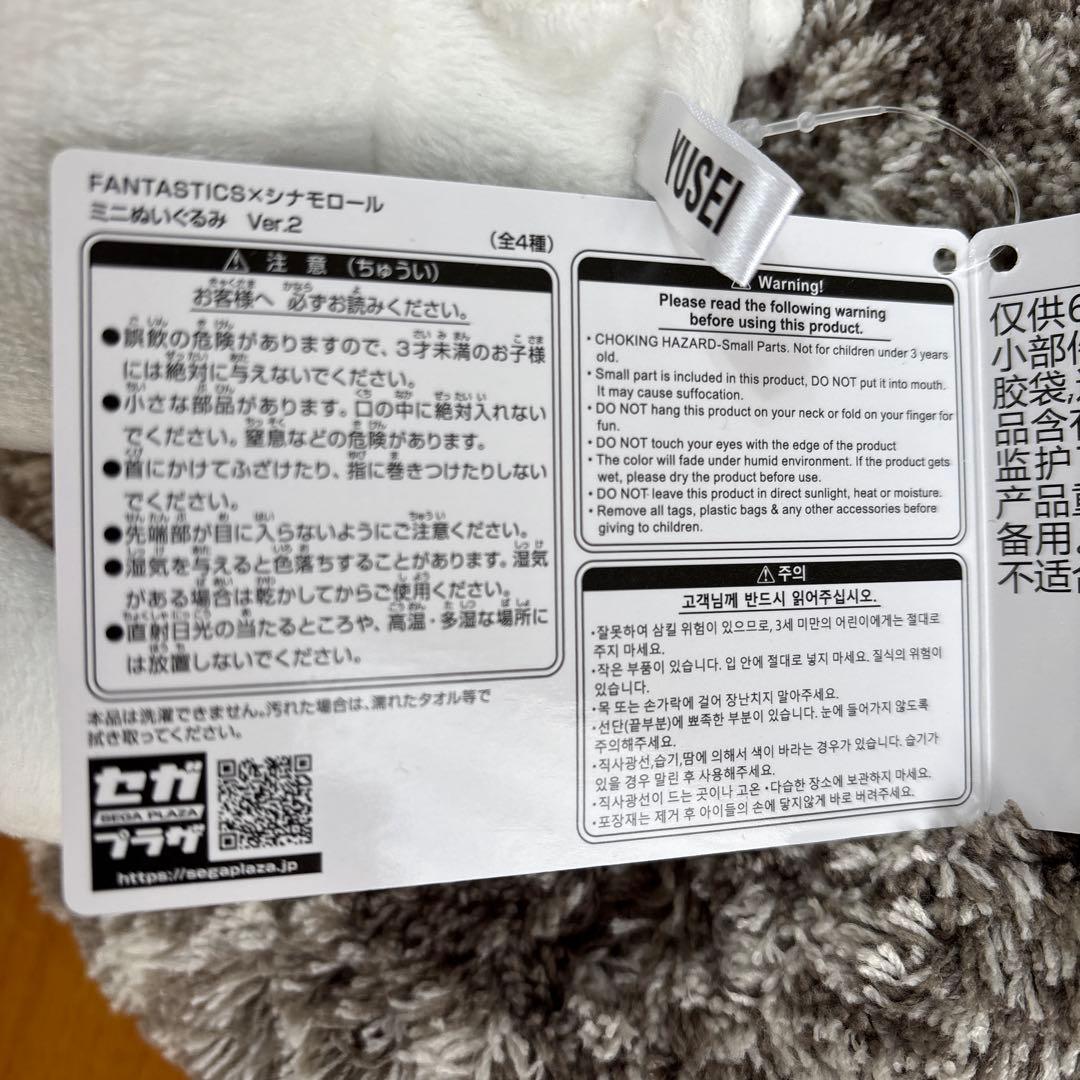 YUSEI
FANTASTICS×シナモロール
ミニぬいぐるみ Ver.2
(全4種)
⚠ 注意 (ちゅうい)
お客様へ 必ずお読みください。
●誤飲の危険がありますので、3才未満のお子様
には絶対に与えないでください。
●小さな部品があります。口の中に絶対入れない
でください。窒息などの危険があります。
●首にかけてふざけたり、指に巻きつけたりしない
でください。
●先端部が目に入らないようにご注意ください。
●湿気を与えると色落ちすることがあります。湿気
がある場合は乾かしてからご使用ください。
●直射日光の当たるところや、高温・多湿な場所に
は放置しないでください。
本品は洗濯できません。汚れた場合は、濡れたタオル等で
拭き取ってください。
セガ
SEGA PLAZA
プラザ
https://segaplaza.jp
⚠ Warning!
Please read the following warning
before using this product.
• CHOKING HAZARD-Small Parts. Not for children under 3 years
old.
• Small part is included in this product, DO NOT put it into mouth.
It may cause suffocation.
• DO NOT hang this product on your neck or fold on your finger for
fun.
• DO NOT touch your eyes with the edge of the product
• The color will fade under humid environment. If the product gets
wet, please dry the product before use.
• DO NOT leave this product in direct sunlight, heat or moisture.
• Remove all tags, plastic bags & any other accessories before
giving to children.
⚠주의
고객님께 반드시 읽어주십시오.
•잘못하여 삼킬 위험이 있으므로, 3세 미만의 어린이에게는 절대로
주지 마세요.
•작은 부품이 있습니다. 입 안에 절대로 넣지 마세요. 질식의 위험이
있습니다.
•목 또는 손가락에 걸어 장난치지 말아주세요.
•선단(끝부분)에 뾰족한 부분이 있습니다. 눈에 들어가지 않도록
주의해주세요.
•직사광선,습기,땀에 의해서 색이 바라는 경우가 있습니다. 습기가
있을 경우 말린 후 사용해주세요.
•직사광선이 드는 곳이나 고온 •다습한 장소에 보관하지 마세요.
•포장재는 제거 후 아이들의 손에 닿지않게 바로 버려주세요.
仅供6
小部件
胶袋,
品含有
监护
产品重
备用.
不适合